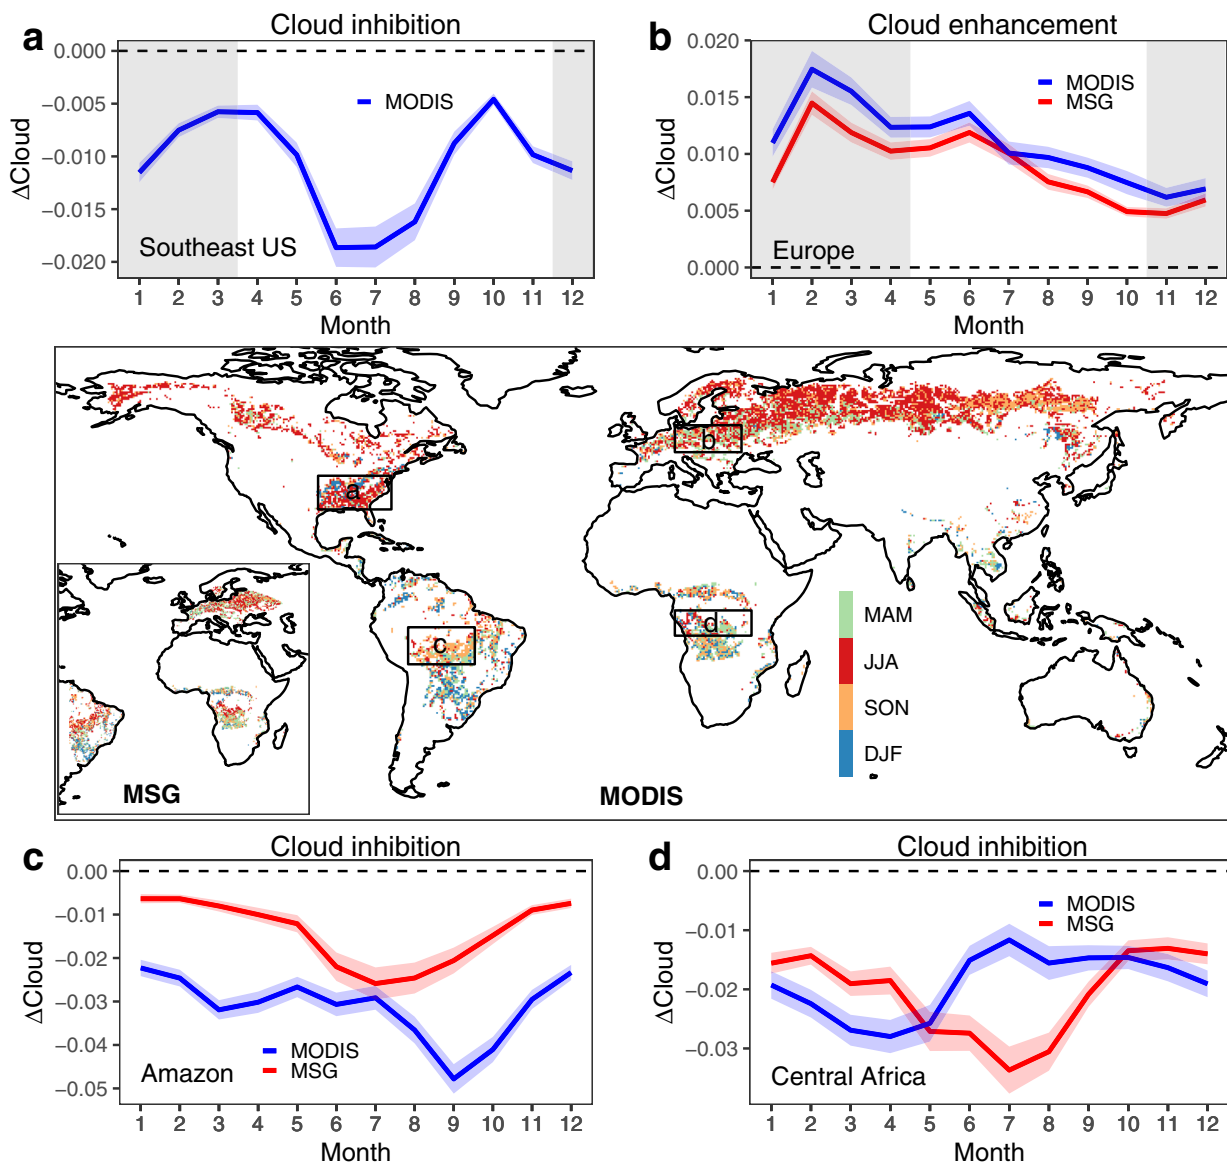 a
Cloud inhibition
0.000
−0.005
−0.010
−0.015
−0.020
ΔCloud
MODIS
Southeast US
1 2 3 4 5 6 7 8 9 10 11 12
Month
b
Cloud enhancement
0.020
0.015
0.010
0.005
0.000
ΔCloud
MODIS
MSG
Europe
1 2 3 4 5 6 7 8 9 10 11 12
Month
a
b
c
d
MAM
JJA
SON
DJF
MSG
MODIS
c
Cloud inhibition
0.00
−0.01
−0.02
−0.03
−0.04
−0.05
ΔCloud
MODIS
MSG
Amazon
1 2 3 4 5 6 7 8 9 10 11 12
Month
d
Cloud inhibition
0.00
−0.01
−0.02
−0.03
ΔCloud
MODIS
MSG
Central Africa
1 2 3 4 5 6 7 8 9 10 11 12
Month